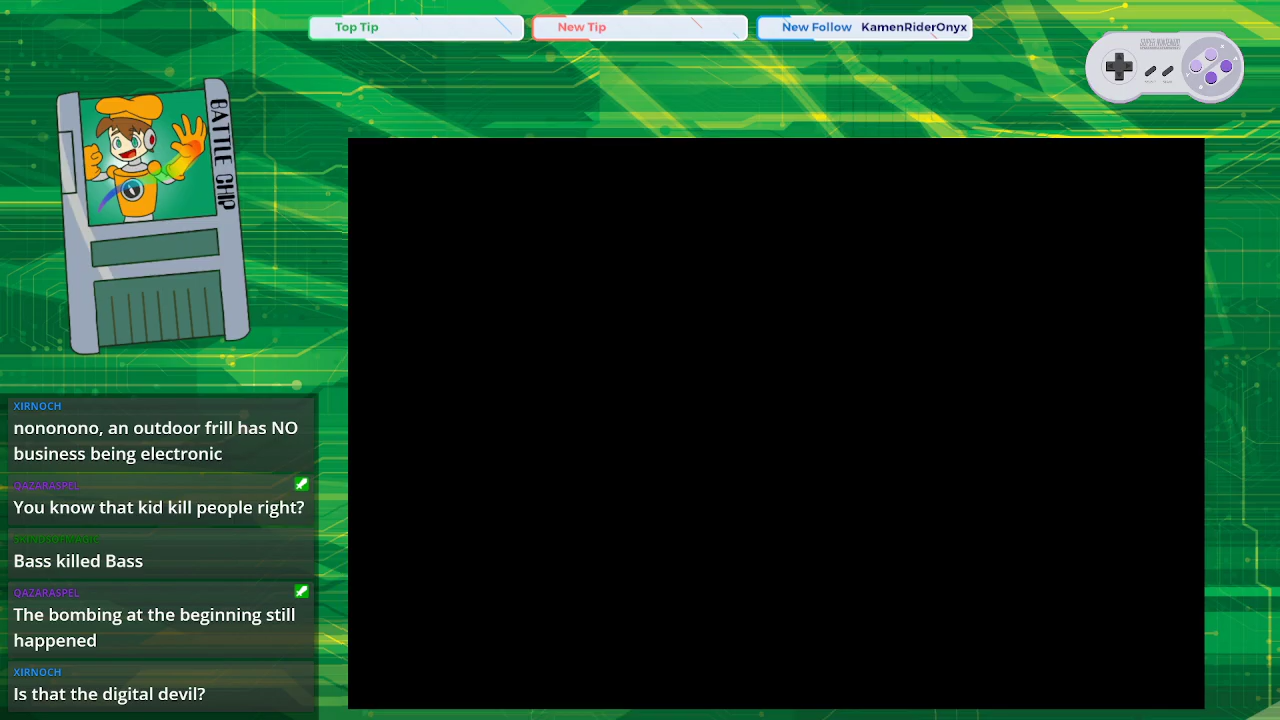 Top Tip
New Tip
New Follow KamenRiderOnyx
BATTLE CHIP
XIRNOCH
nononono, an outdoor frill has NO
business being electronic
QAZARASPEL
You know that kid kill people right?
Bass killed Bass
QAZARASPEL
The bombing at the beginning still
happened
XIRNOCH
Is that the digital devil?